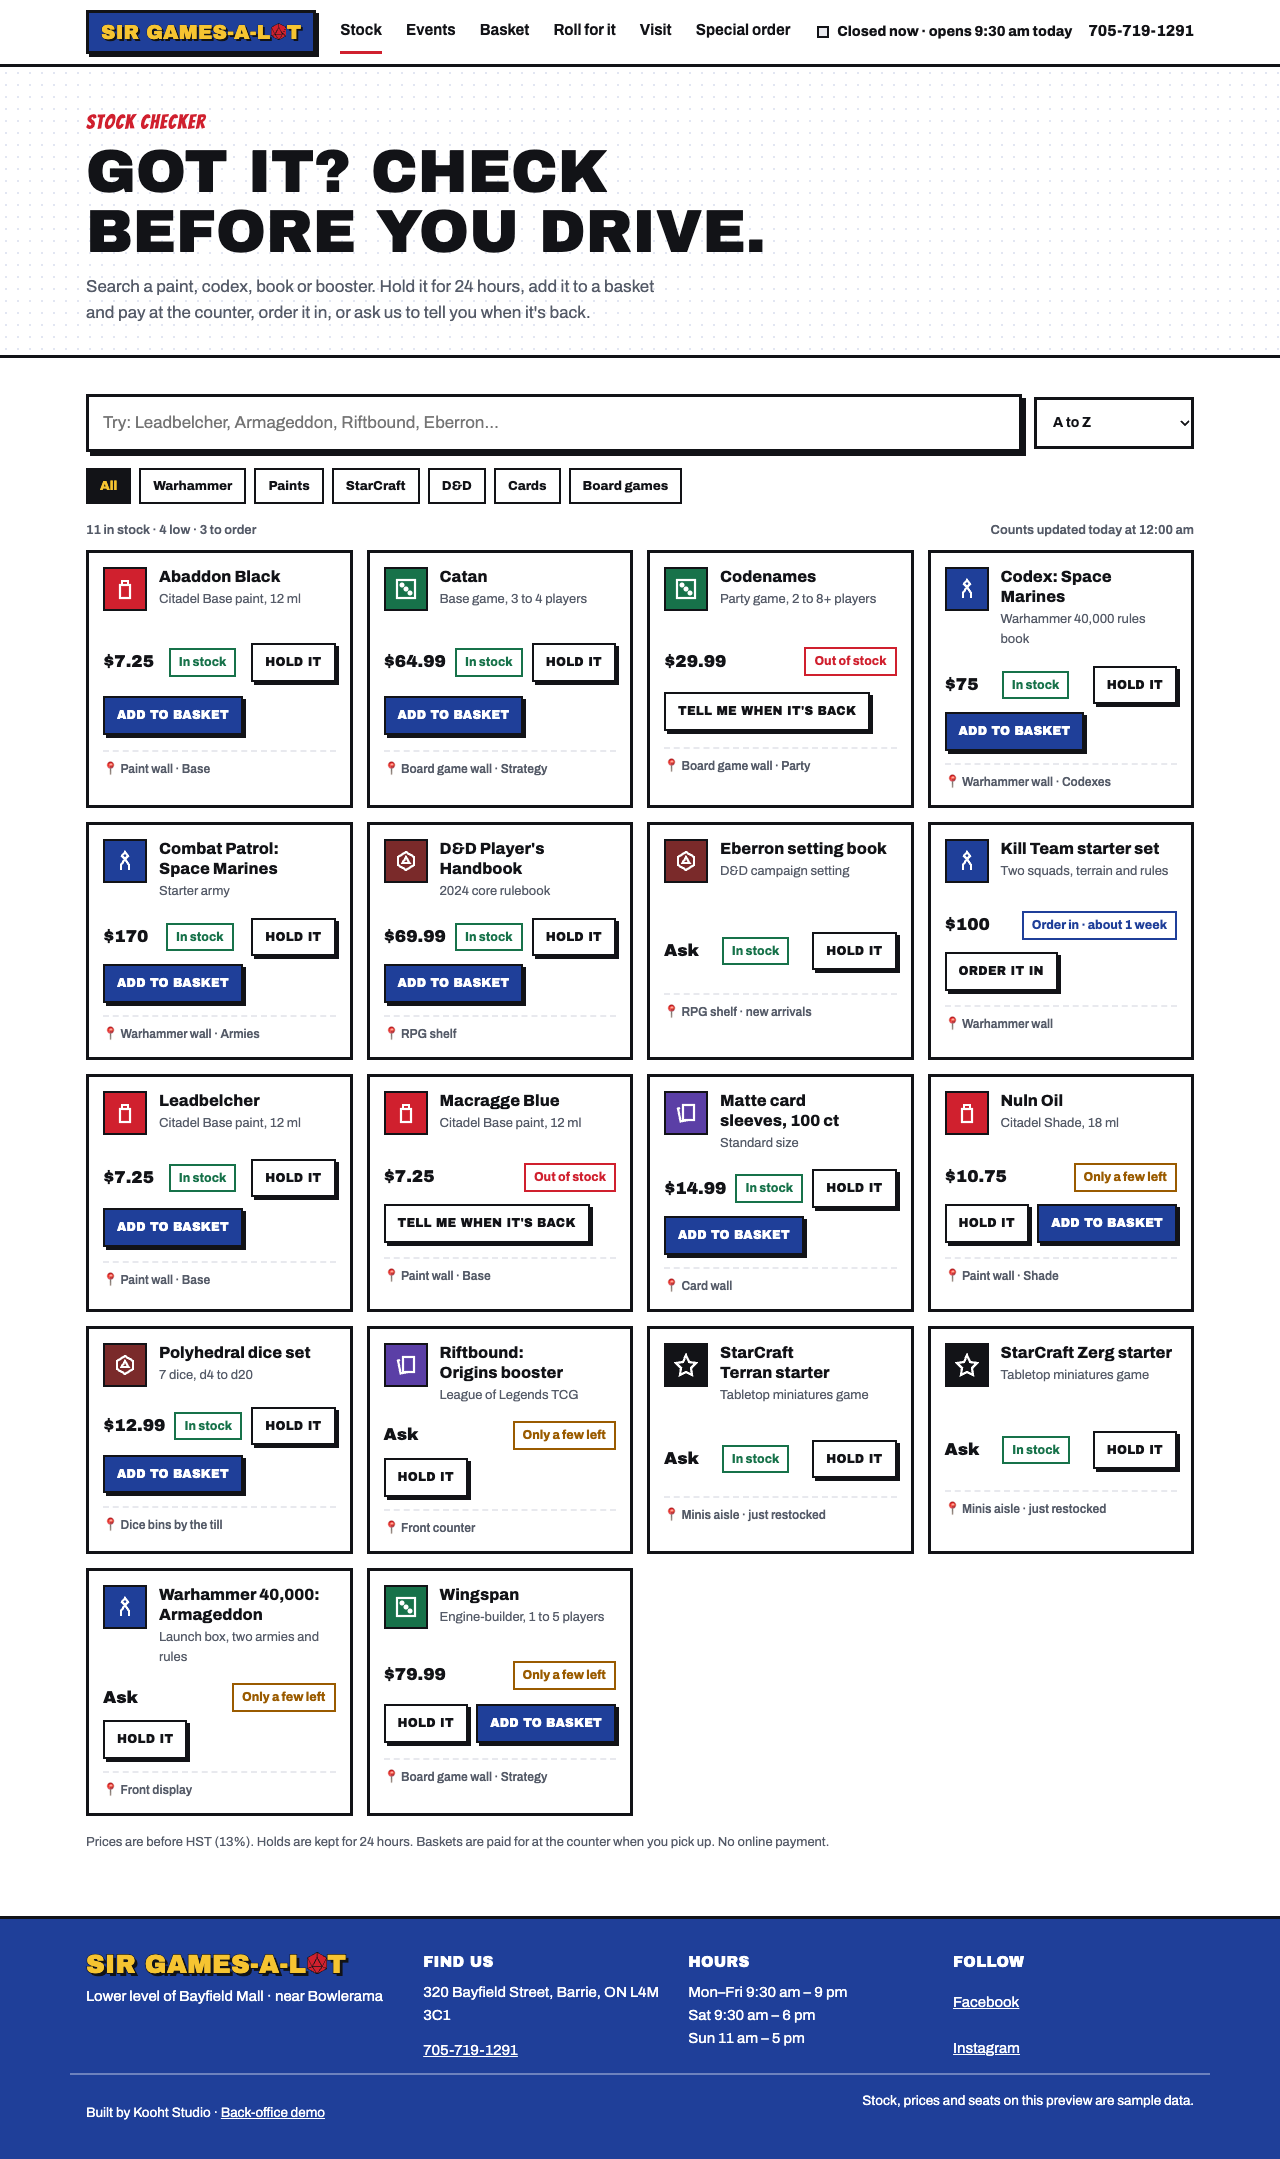 SIR GAMES-A-LOT
Stock Events Basket Roll for it Visit Special order Closed now · opens 9:30 am today 705-719-1291
STOCK CHECKER
GOT IT? CHECK
BEFORE YOU DRIVE.
Search a paint, codex, book or booster. Hold it for 24 hours, add it to a basket
and pay at the counter, order it in, or ask us to tell you when it's back.
Try: Leadbelcher, Armageddon, Riftbound, Eberron...
A to Z
All Warhammer Paints StarCraft D&D Cards Board games
11 in stock · 4 low · 3 to order
Counts updated today at 12:00 am
Abaddon Black
Citadel Base paint, 12 ml
$7.25 In stock HOLD IT
ADD TO BASKET
Paint wall · Base
Catan
Base game, 3 to 4 players
$64.99 In stock HOLD IT
ADD TO BASKET
Board game wall · Strategy
Codenames
Party game, 2 to 8+ players
$29.99 Out of stock
TELL ME WHEN IT'S BACK
Board game wall · Party
Codex: Space
Marines
Warhammer 40,000 rules
book
$75 In stock HOLD IT
ADD TO BASKET
Warhammer wall · Codexes
Combat Patrol:
Space Marines
Starter army
$170 In stock HOLD IT
ADD TO BASKET
Warhammer wall · Armies
D&D Player's
Handbook
2024 core rulebook
$69.99 In stock HOLD IT
ADD TO BASKET
RPG shelf
Eberron setting book
D&D campaign setting
Ask In stock HOLD IT
RPG shelf · new arrivals
Kill Team starter set
Two squads, terrain and rules
$100 Order in · about 1 week
ORDER IT IN
Warhammer wall
Leadbelcher
Citadel Base paint, 12 ml
$7.25 In stock HOLD IT
ADD TO BASKET
Paint wall · Base
Macragge Blue
Citadel Base paint, 12 ml
$7.25 Out of stock
TELL ME WHEN IT'S BACK
Paint wall · Base
Matte card
sleeves, 100 ct
Standard size
$14.99 In stock HOLD IT
ADD TO BASKET
Card wall
Nuln Oil
Citadel Shade, 18 ml
$10.75 Only a few left
HOLD IT ADD TO BASKET
Paint wall · Shade
Polyhedral dice set
7 dice, d4 to d20
$12.99 In stock HOLD IT
ADD TO BASKET
Dice bins by the till
Riftbound:
Origins booster
League of Legends TCG
Ask Only a few left
HOLD IT
Front counter
StarCraft
Terran starter
Tabletop miniatures game
Ask In stock HOLD IT
Minis aisle · just restocked
StarCraft Zerg starter
Tabletop miniatures game
Ask In stock HOLD IT
Minis aisle · just restocked
Warhammer 40,000:
Armageddon
Launch box, two armies and
rules
Ask Only a few left
HOLD IT
Front display
Wingspan
Engine-builder, 1 to 5 players
$79.99 Only a few left
HOLD IT ADD TO BASKET
Board game wall · Strategy
Prices are before HST (13%). Holds are kept for 24 hours. Baskets are paid for at the counter when you pick up. No online payment.
SIR GAMES-A-LOT
Lower level of Bayfield Mall · near Bowlerama
FIND US
320 Bayfield Street, Barrie, ON L4M
3C1
705-719-1291
HOURS
Mon–Fri 9:30 am – 9 pm
Sat 9:30 am – 6 pm
Sun 11 am – 5 pm
FOLLOW
Facebook
Instagram
Built by Kooht Studio · Back-office demo
Stock, prices and seats on this preview are sample data.